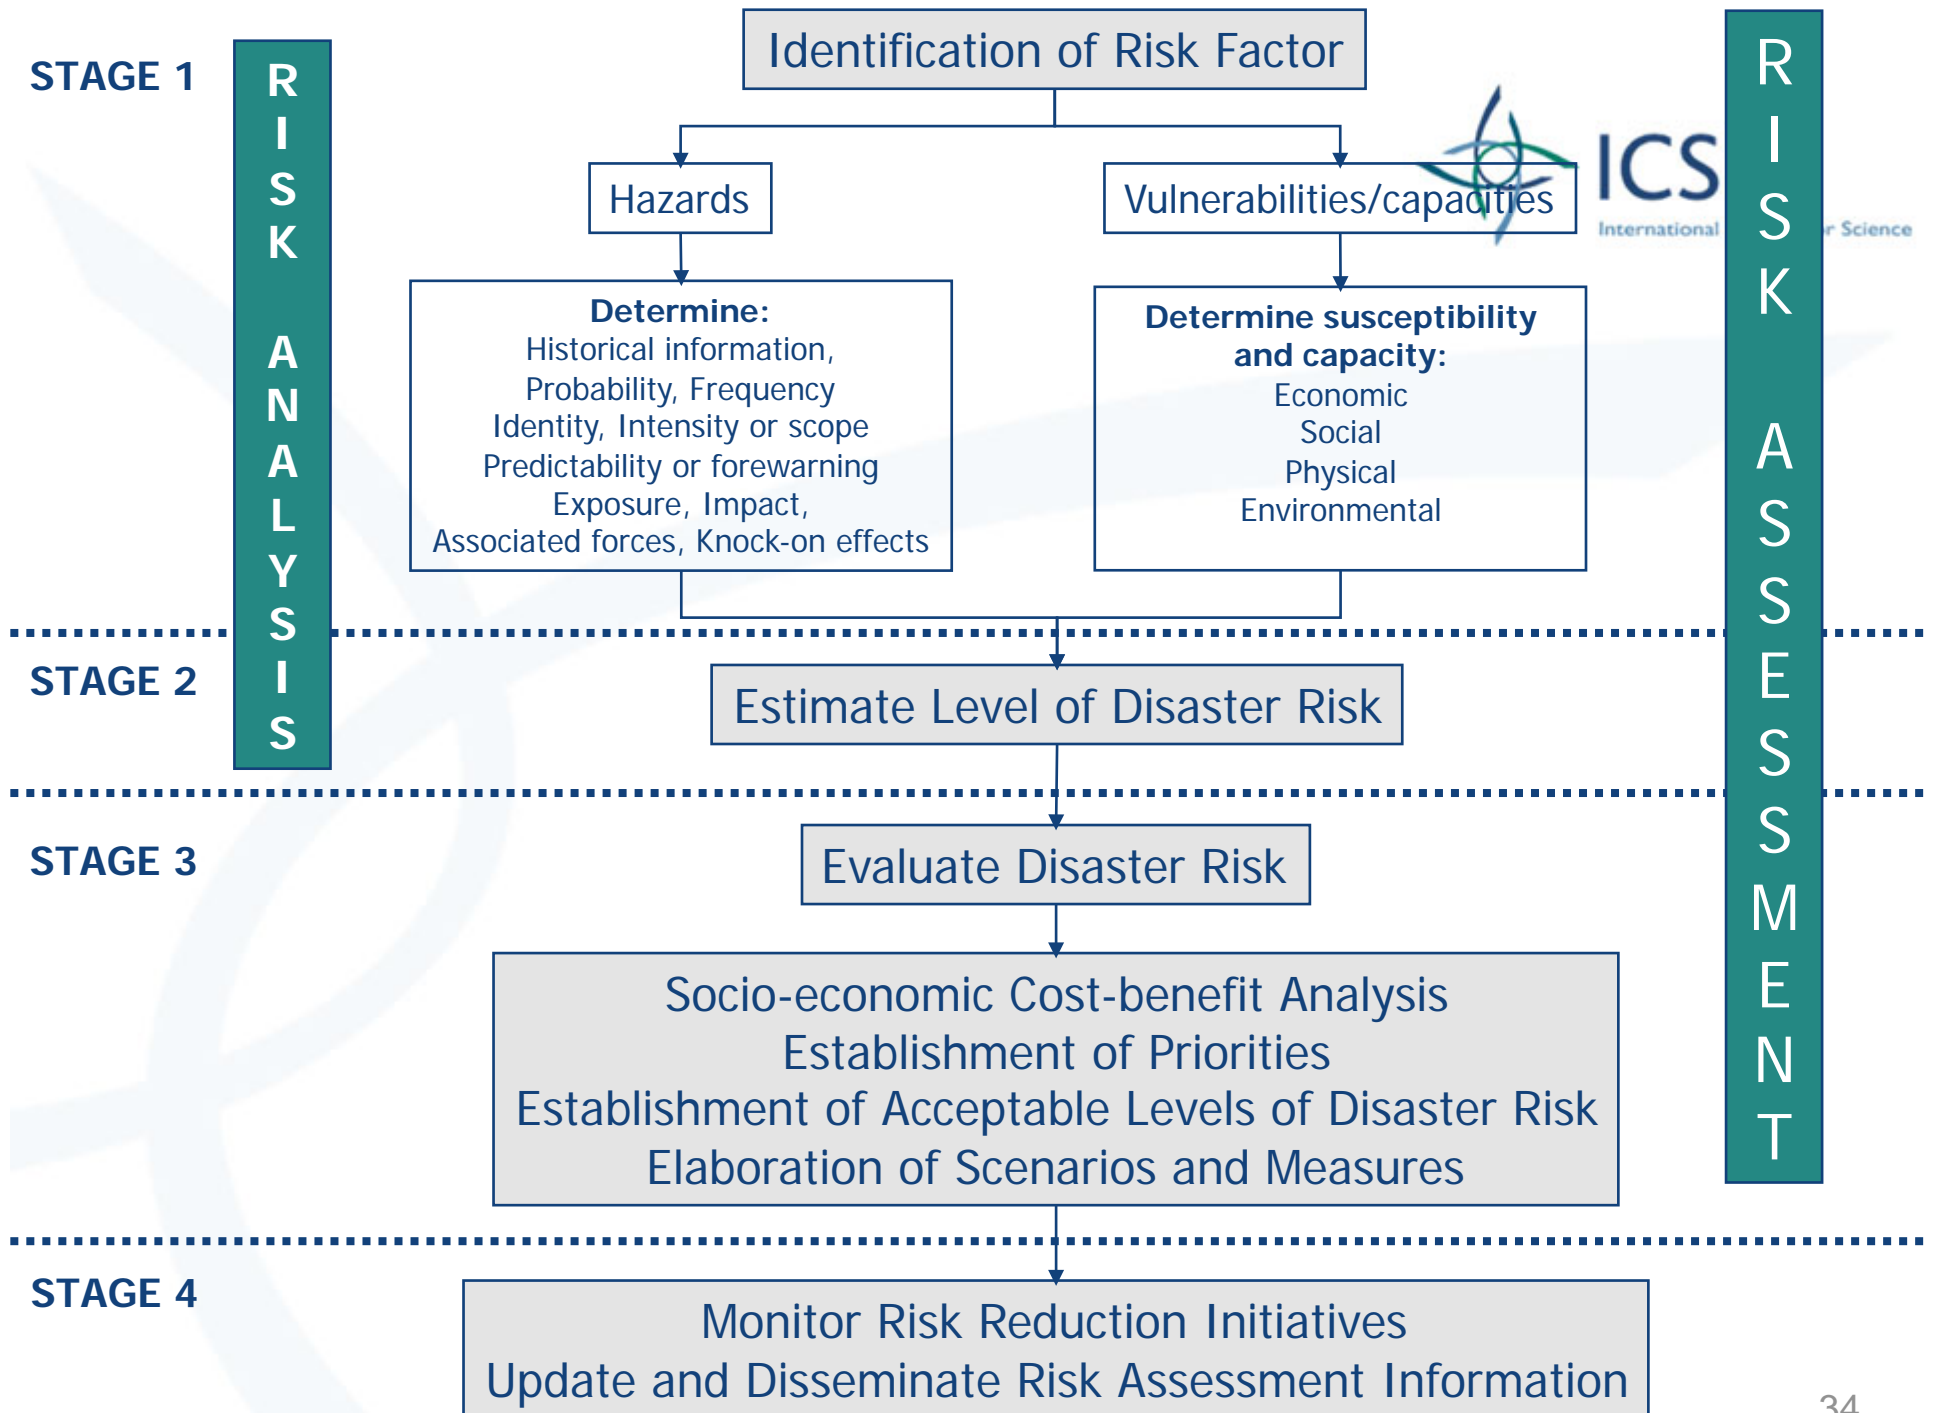 STAGE 1
RISK ANALYSIS
Identification of Risk Factor
RISK ASSESSMENT
ICS
International
r Science
Hazards
Vulnerabilities/capacities
Determine:
Historical information,
Probability, Frequency
Identity, Intensity or scope
Predictability or forewarning
Exposure, Impact,
Associated forces, Knock-on effects
Determine susceptibility
and capacity:
Economic
Social
Physical
Environmental
STAGE 2
Estimate Level of Disaster Risk
STAGE 3
Evaluate Disaster Risk
Socio-economic Cost-benefit Analysis
Establishment of Priorities
Establishment of Acceptable Levels of Disaster Risk
Elaboration of Scenarios and Measures
STAGE 4
Monitor Risk Reduction Initiatives
Update and Disseminate Risk Assessment Information
34